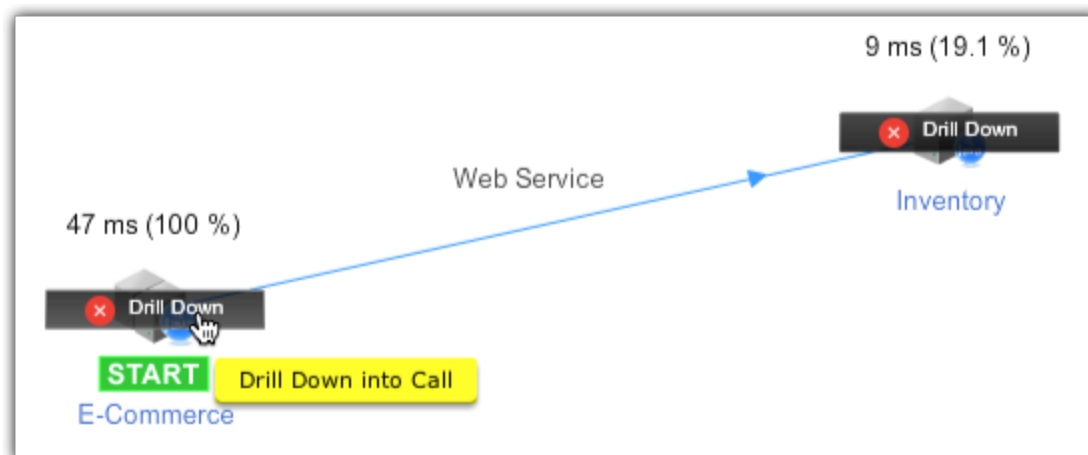 9 ms (19.1 %)
Drill Down
Web Service
Inventory
47 ms (100 %)
Drill Down
START
Drill Down into Call
E-Commerce